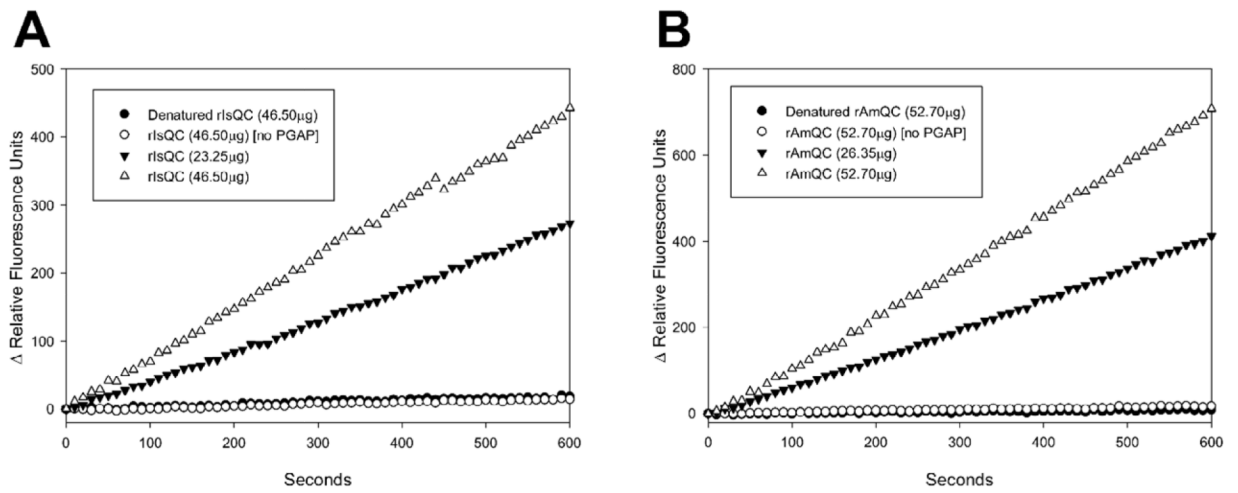 A
500
400
300
200
100
0
Δ Relative Fluorescence Units
Denatured rIsQC (46.50μg)
rIsQC (46.50μg) [no PGAP]
rIsQC (23.25μg)
rIsQC (46.50μg)
0 100 200 300 400 500 600
Seconds
B
800
600
400
200
0
Δ Relative Fluorescence Units
Denatured rAmQC (52.70μg)
rAmQC (52.70μg) [no PGAP]
rAmQC (26.35μg)
rAmQC (52.70μg)
0 100 200 300 400 500 600
Seconds